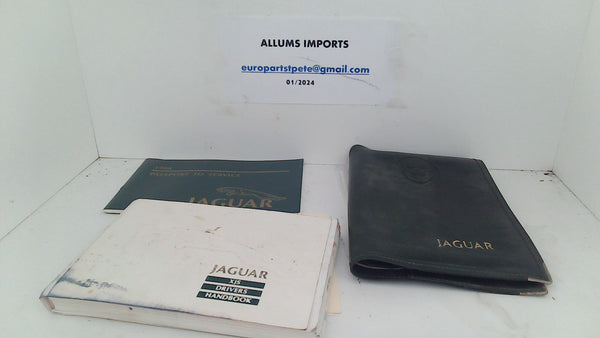 ALLUMS IMPORTS
europartstpete@gmail.com
01/2024
PASSPORT TO SERVICE
JAGUAR
JAGUAR
XJS
DRIVERS
HANDBOOK
JAGUAR